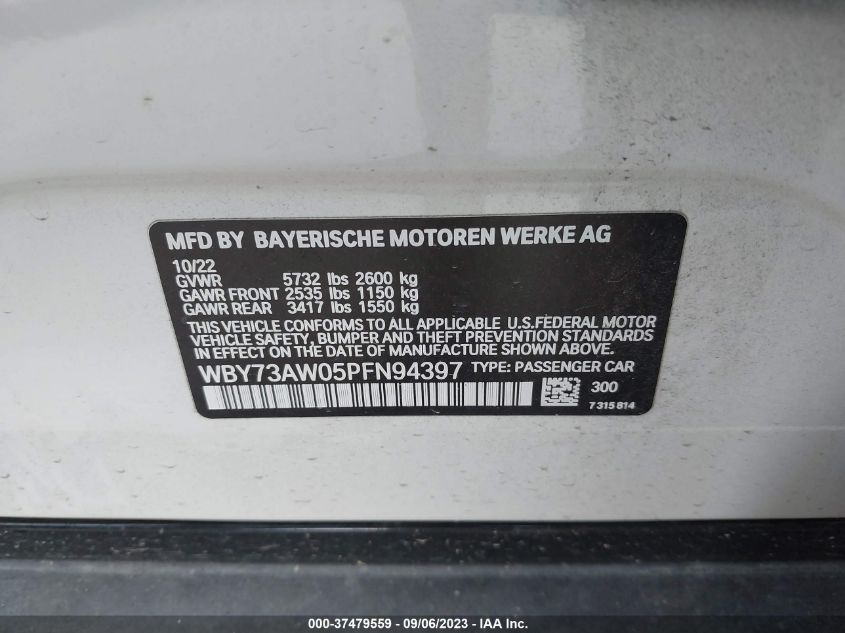 MFD BY BAYERISCHE MOTOREN WERKE AG
10/22
GVWR 5732 lbs 2600 kg
GAWR FRONT 2535 lbs 1150 kg
GAWR REAR 3417 lbs 1550 kg
THIS VEHICLE CONFORMS TO ALL APPLICABLE U.S.FEDERAL MOTOR
VEHICLE SAFETY, BUMPER AND THEFT PREVENTION STANDARDS
IN EFFECT ON THE DATE OF MANUFACTURE SHOWN ABOVE.
WBY73AW05PFN94397 TYPE: PASSENGER CAR
300
7315814
000-37479559 - 09/06/2023 - IAA Inc.